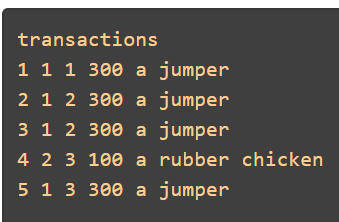 transactions
1 1 1 300 a jumper
2 1 2 300 a jumper
3 1 2 300 a jumper
4 2 3 100 a rubber chicken
5 1 3 300 a jumper